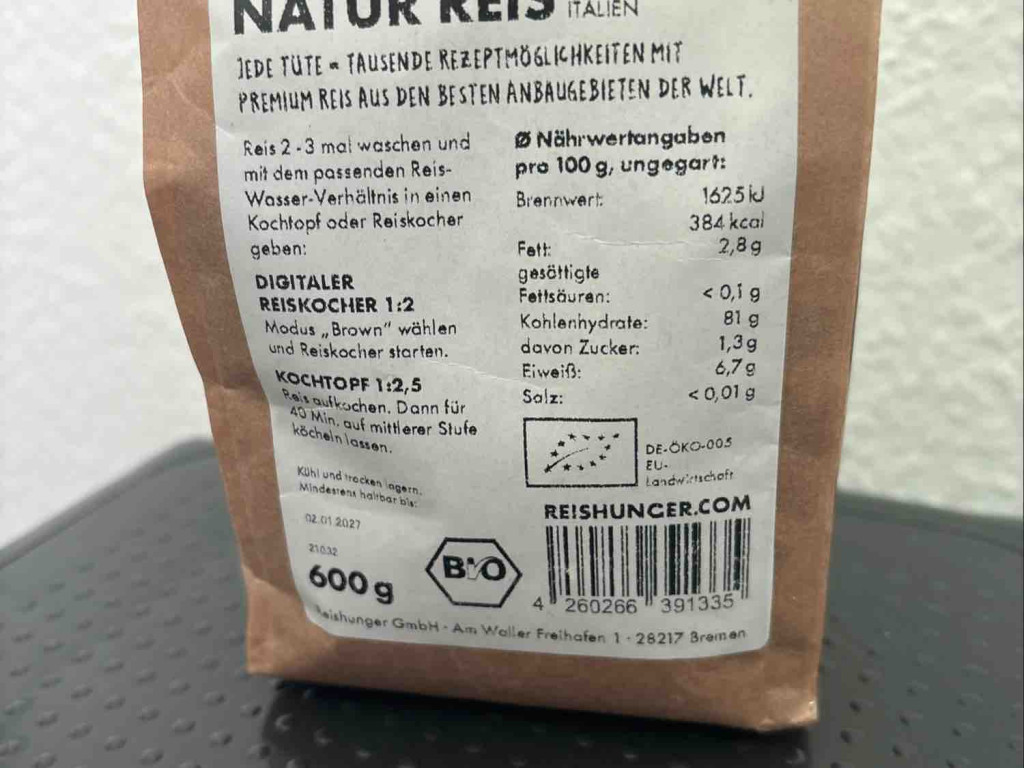 NATUR REIS ITALIEN
JEDE TÜTE = TAUSENDE REZEPTMÖGLICHKEITEN MIT
PREMIUM REIS AUS DEN BESTEN ANBAUGEBIETEN DER WELT.
Reis 2-3 mal waschen und
mit dem passenden Reis-
Wasser-Verhältnis in einen
Kochtopf oder Reiskocher
geben:
DIGITALER
REISKOCHER 1:2
Modus „Brown“ wählen
und Reiskocher starten.
KOCHTOPF 1:2,5
Reis aufkochen. Dann für
40 Min. auf mittlerer Stufe
köcheln lassen.
Kühl und trocken lagern.
Mindestens haltbar bis:
02.01.2027
21032
600 g
Ø Nährwertangaben
pro 100 g, ungegart:
Brennwert: 1625 kJ
384 kcal
Fett: 2,8 g
gesättigte
Fettsäuren: < 0,1 g
Kohlenhydrate: 81 g
davon Zucker: 1,3 g
Eiweiß: 6,7 g
Salz: < 0,01 g
DE-ÖKO-005
EU-
Landwirtschaft
REISHUNGER.COM
BIO
4 260266 391335
Reishunger GmbH - Am Waller Freihafen 1 - 28217 Bremen